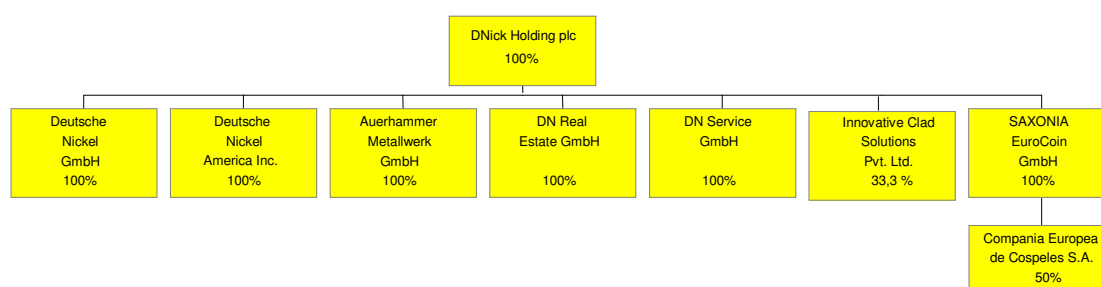 DNick Holding plc
100%
Deutsche
Nickel
GmbH
100%
Deutsche
Nickel
America Inc.
100%
Auerhammer
Metallwerk
GmbH
100%
DN Real
Estate GmbH
100%
DN Service
GmbH
100%
Innovative Clad
Solutions
Pvt. Ltd.
33,3 %
SAXONIA
EuroCoin
GmbH
100%
Compania Europea
de Cospeles S.A.
50%